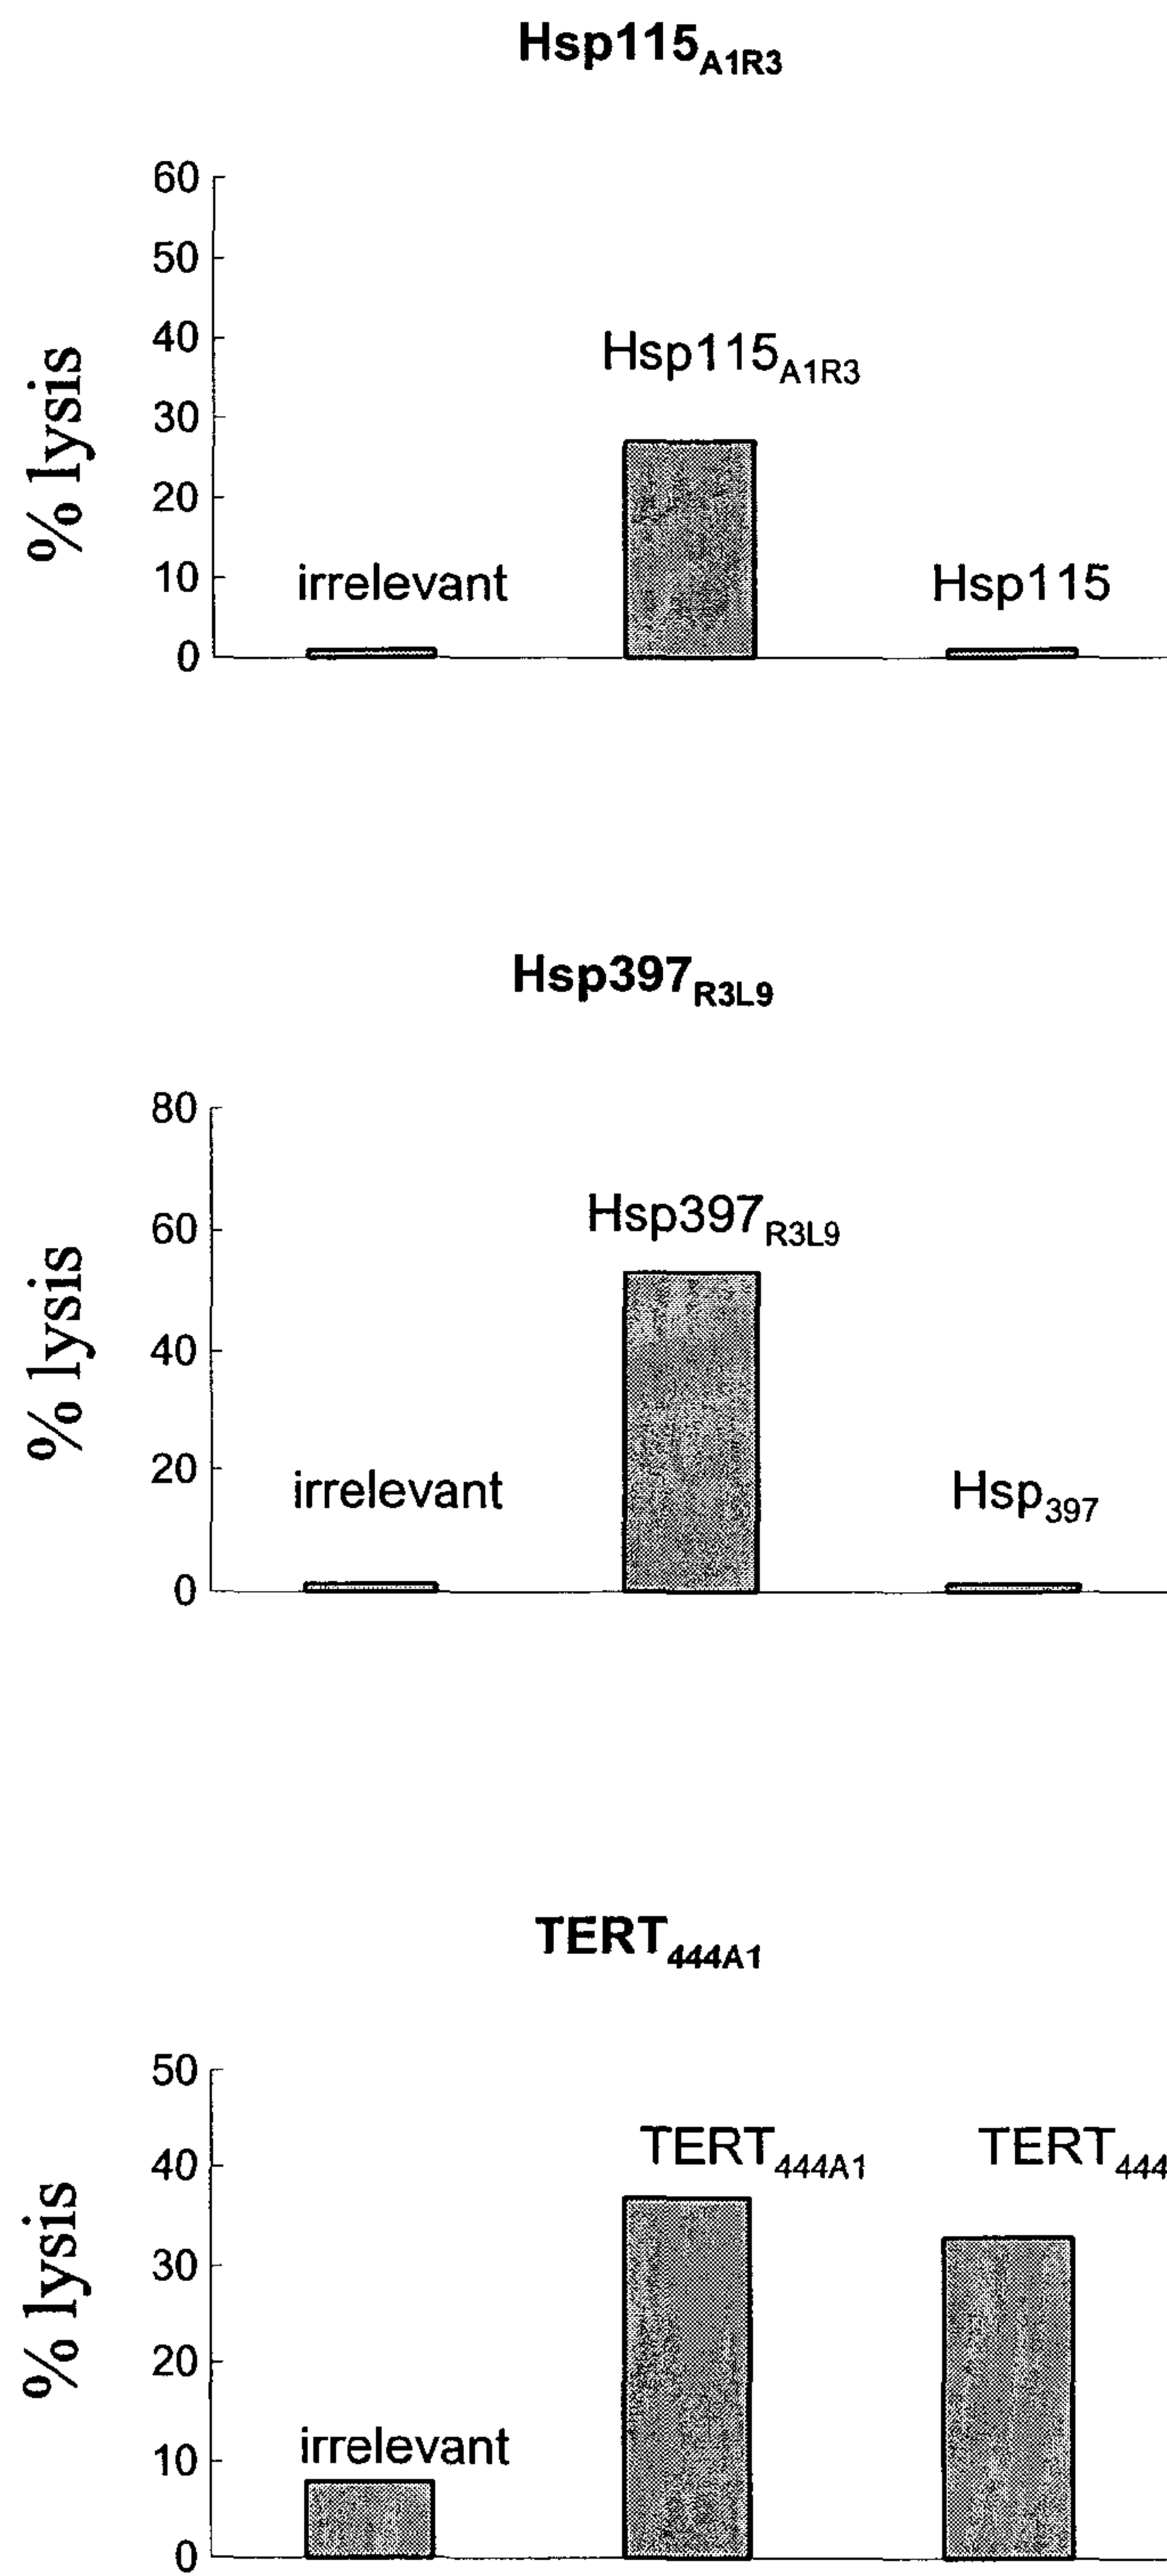 Hsp115A1R3
60
50
40
30
20
10
0
% lysis
irrelevant
Hsp115A1R3
Hsp115
Hsp397R3L9
80
60
40
20
0
% lysis
irrelevant
Hsp397R3L9
Hsp397
TERT444A1
50
40
30
20
10
0
% lysis
irrelevant
TERT444A1
TERT444